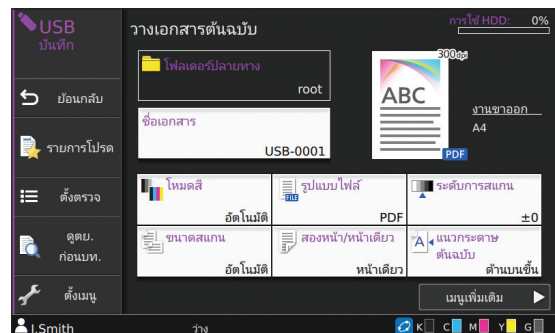 USB
บันทึก
วางเอกสารต้นฉบับ
การใช้ HDD: 0%
โฟลเดอร์ปลายทาง
root
300dpi
ABC
PDF
งานขาออก
A4
ย้อนกลับ
ชื่อเอกสาร
USB-0001
รายการโปรด
ตั้งตรวจ
ดูตย.
ก่อนบท.
ตั้งเมนู
โหมดสี
อัตโนมัติ
รูปแบบไฟล์
FILE
PDF
ระดับการสแกน
±0
ขนาดสแกน
อัตโนมัติ
สองหน้า/หน้าเดียว
หน้าเดียว
A
แนวกระดาษ
ต้นฉบับ
ด้านบนขึ้น
เมนูเพิ่มเติม
J.Smith
ว่าง
K C M Y G